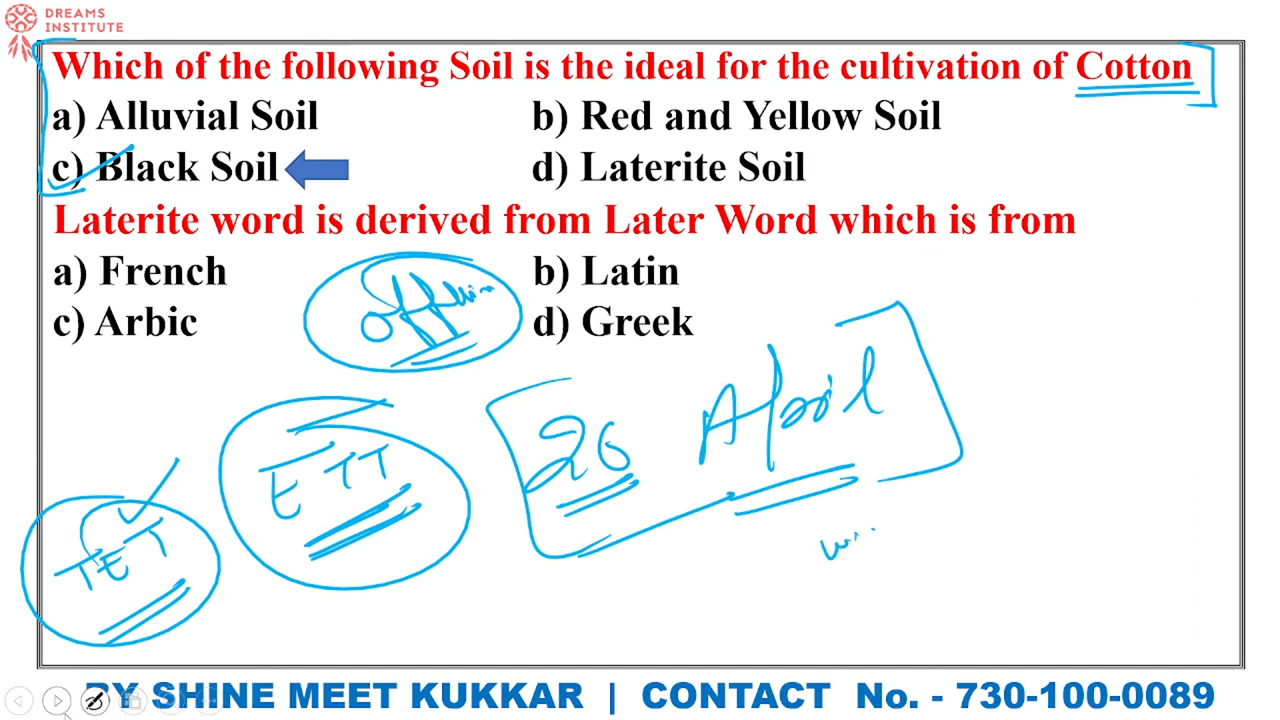 DREAMS
INSTITUTE
Which of the following Soil is the ideal for the cultivation of Cotton
a) Alluvial Soil b) Red and Yellow Soil
c) Black Soil d) Laterite Soil
Laterite word is derived from Later Word which is from
a) French b) Latin
c) Arbic d) Greek
26 April
ETT
TET
BY SHINE MEET KUKKAR | CONTACT No. - 730-100-0089